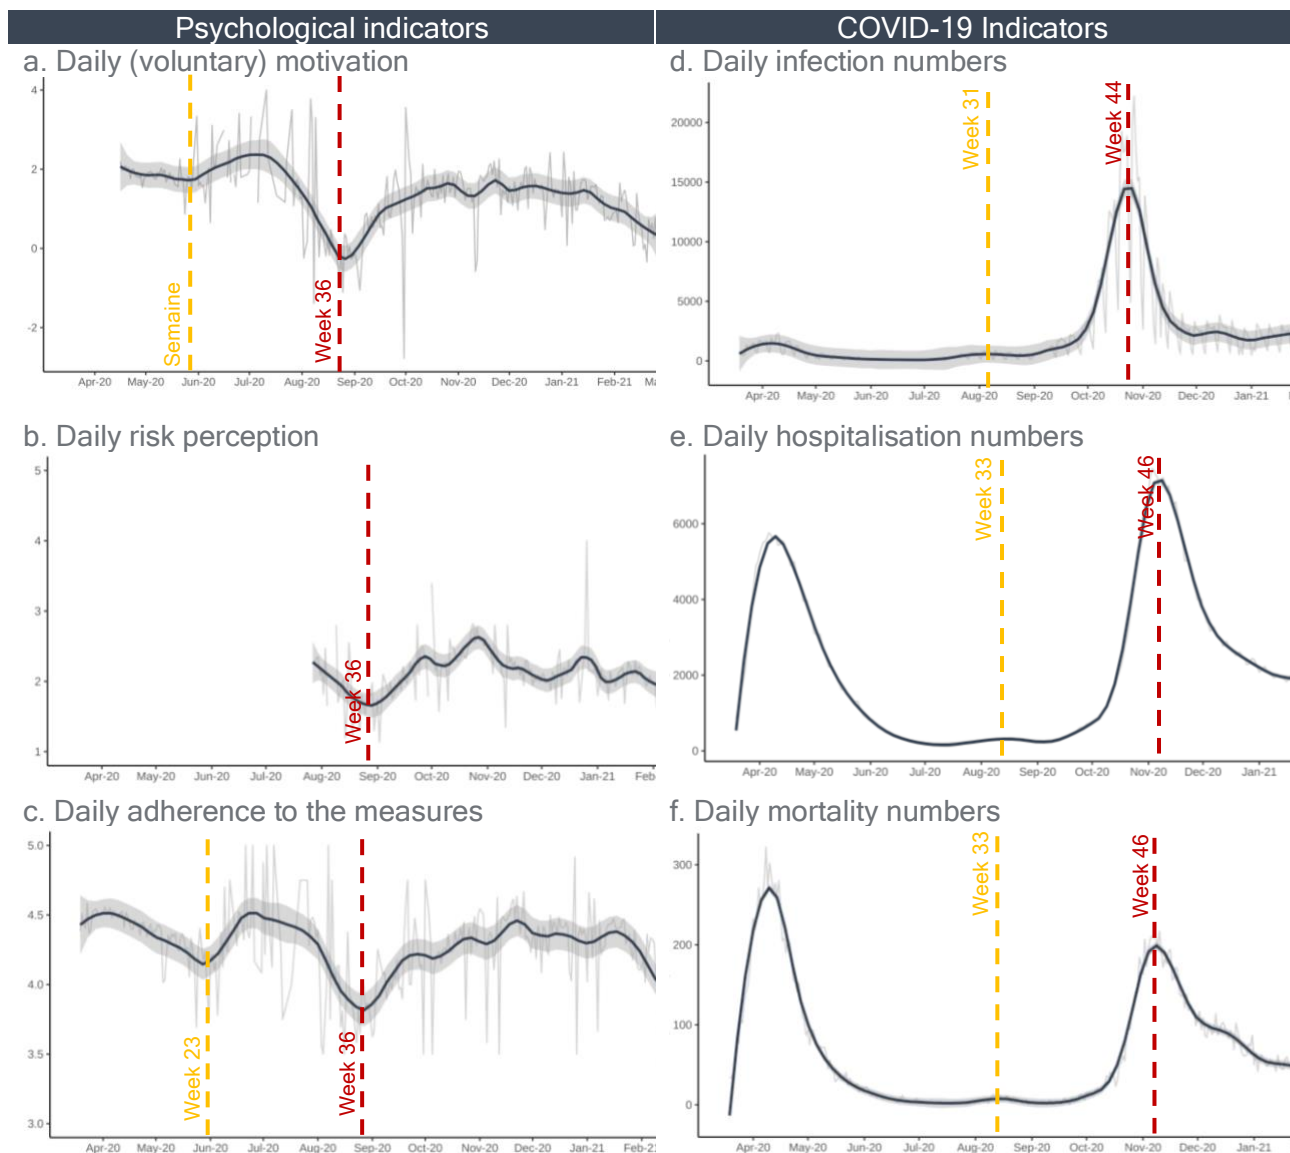 Psychological indicators
COVID-19 Indicators
a. Daily (voluntary) motivation
4
2
0
-2
Semaine
Week 36
Apr-20 May-20 Jun-20 Jul-20 Aug-20 Sep-20 Oct-20 Nov-20 Dec-20 Jan-21 Feb-21 Ma
b. Daily risk perception
5
4
3
2
1
Week 36
Apr-20 May-20 Jun-20 Jul-20 Aug-20 Sep-20 Oct-20 Nov-20 Dec-20 Jan-21 Feb-
c. Daily adherence to the measures
5.0
4.5
4.0
3.5
3.0
Week 23
Week 36
Apr-20 May-20 Jun-20 Jul-20 Aug-20 Sep-20 Oct-20 Nov-20 Dec-20 Jan-21 Feb-21
d. Daily infection numbers
20000
15000
10000
5000
0
Week 31
Week 44
Apr-20 May-20 Jun-20 Jul-20 Aug-20 Sep-20 Oct-20 Nov-20 Dec-20 Jan-21
e. Daily hospitalisation numbers
6000
4000
2000
0
Week 33
Week 46
Apr-20 May-20 Jun-20 Jul-20 Aug-20 Sep-20 Oct-20 Nov-20 Dec-20 Jan-21
f. Daily mortality numbers
300
200
100
0
Week 33
Week 46
Apr-20 May-20 Jun-20 Jul-20 Aug-20 Sep-20 Oct-20 Nov-20 Dec-20 Jan-21